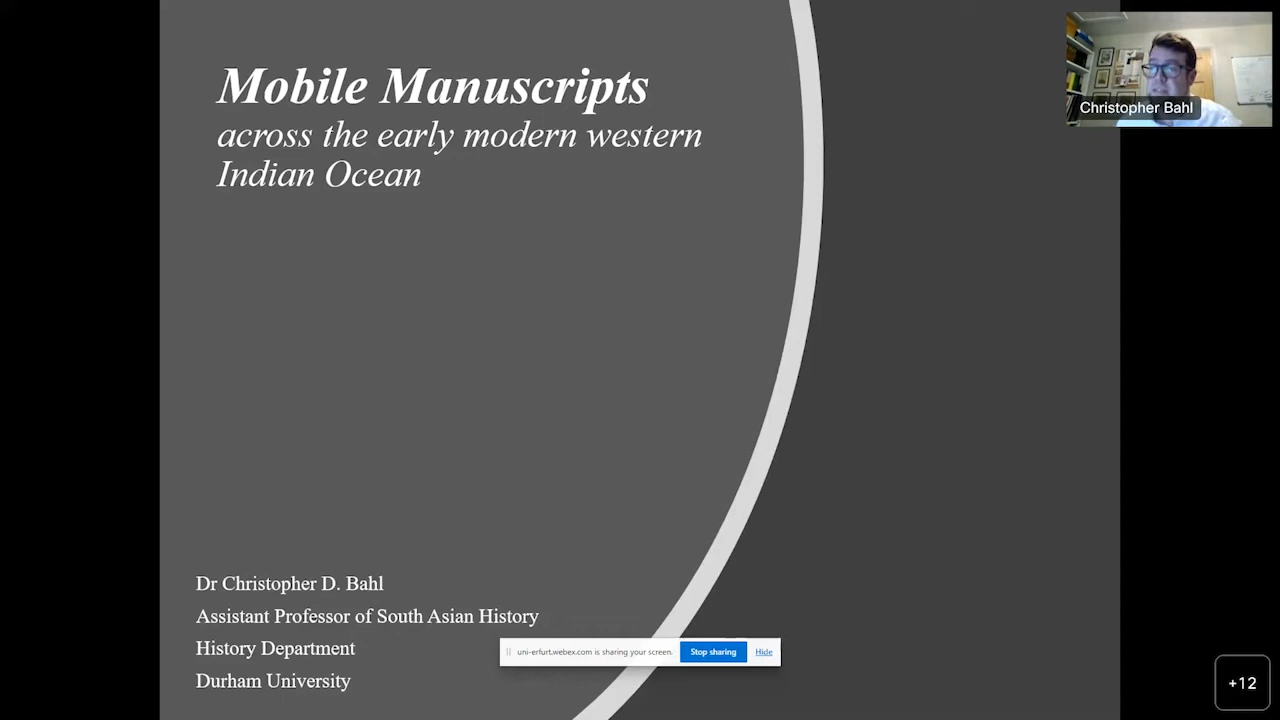 Mobile Manuscripts
across the early modern western
Indian Ocean
Christopher Bahl
Dr Christopher D. Bahl
Assistant Professor of South Asian History
History Department
Durham University
uni-erfurt.webex.com is sharing your screen.
Stop sharing
Hide
+12